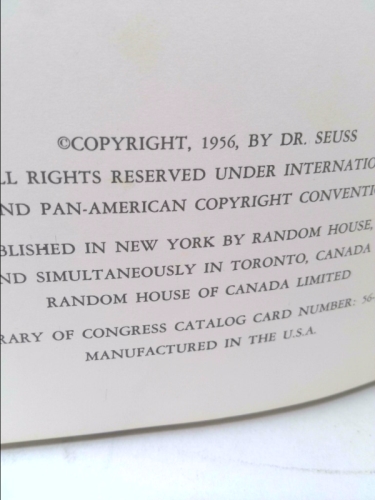 ©COPYRIGHT, 1956, BY DR. SEUSS
LL RIGHTS RESERVED UNDER INTERNATIO
ND PAN-AMERICAN COPYRIGHT CONVENTIO
BLISHED IN NEW YORK BY RANDOM HOUSE,
ND SIMULTANEOUSLY IN TORONTO, CANADA
RANDOM HOUSE OF CANADA LIMITED
RARY OF CONGRESS CATALOG CARD NUMBER: 56-
MANUFACTURED IN THE U.S.A.